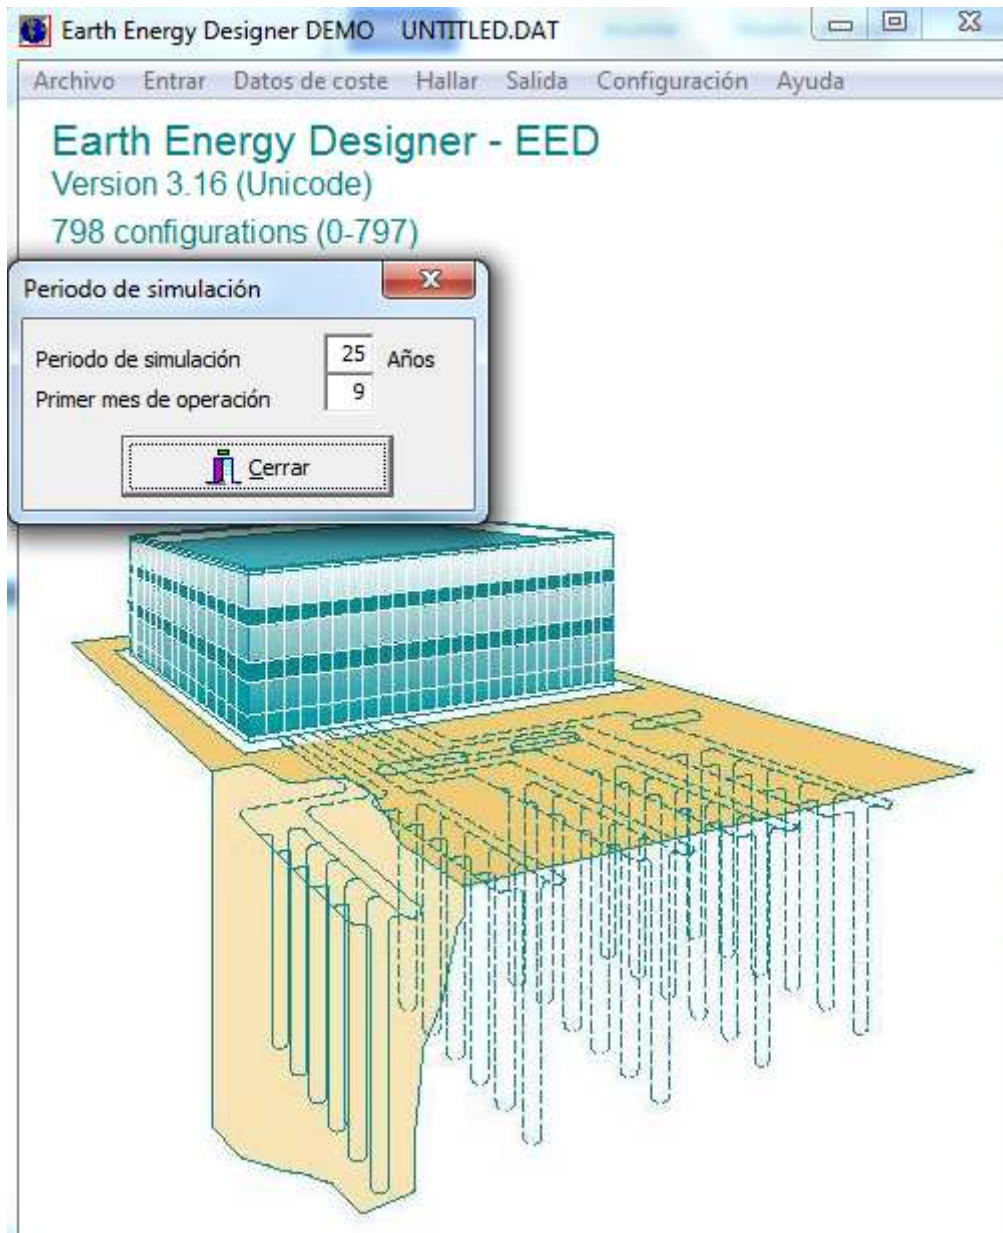 Earth Energy Designer DEMO UNTITLED.DAT
Archivo Entrar Datos de coste Hallar Salida Configuración Ayuda
Earth Energy Designer - EED
Version 3.16 (Unicode)
798 configurations (0-797)
Periodo de simulación
Periodo de simulación 25 Años
Primer mes de operación 9
Cerrar